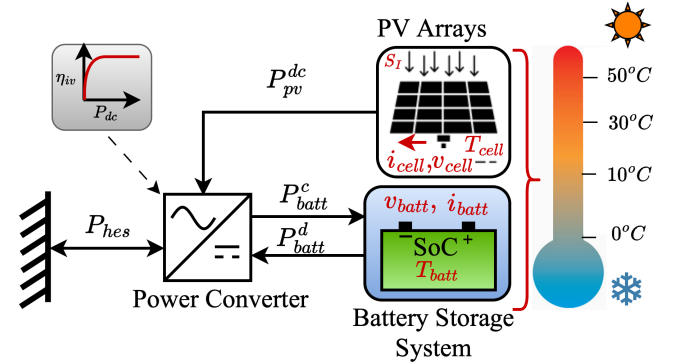 PV Arrays
S_I
η_iv
P_dc
P_pv^dc
T_cell
i_cell, v_cell
50°C
30°C
10°C
0°C
P_hes
P_batt^c
P_batt^d
v_batt, i_batt
− SoC +
T_batt
Power Converter
Battery Storage
System